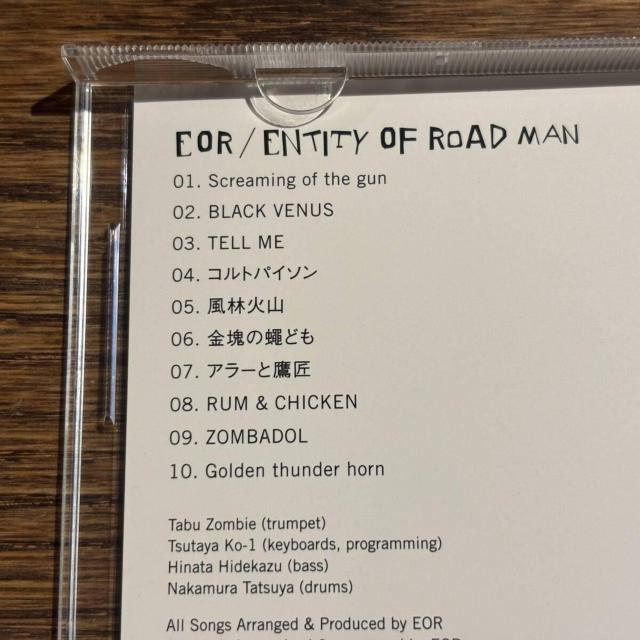 EOR / ENTITY OF ROAD MAN
01. Screaming of the gun
02. BLACK VENUS
03. TELL ME
04. コルトパイソン
05. 風林火山
06. 金塊の蠅ども
07. アラーと鷹匠
08. RUM & CHICKEN
09. ZOMBADOL
10. Golden thunder horn
Tabu Zombie (trumpet)
Tsutaya Ko-1 (keyboards, programming)
Hinata Hidekazu (bass)
Nakamura Tatsuya (drums)
All Songs Arranged & Produced by EOR